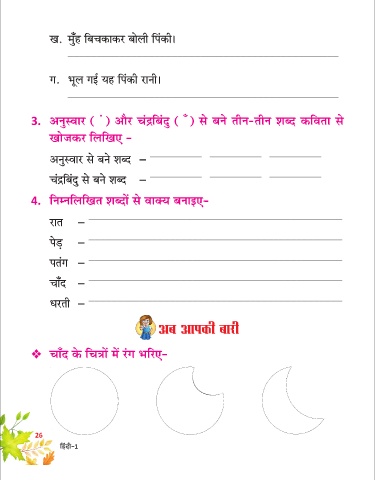 ख. मुँह बिचकाकर बोली पिंकी।
ग. भूल गई यह पिंकी रानी।
3. अनुस्वार ( ं ) और चंद्रबिंदु ( ँ ) से बने तीन-तीन शब्द कविता से
खोजकर लिखिए -
अनुस्वार से बने शब्द –
चंद्रबिंदु से बने शब्द –
4. निम्नलिखित शब्दों से वाक्य बनाइए-
रात –
पेड़ –
पतंग –
चाँद –
धरती –
अब आपकी बारी
❖ चाँद के चित्रों में रंग भरिए-
26
हिंदी-1